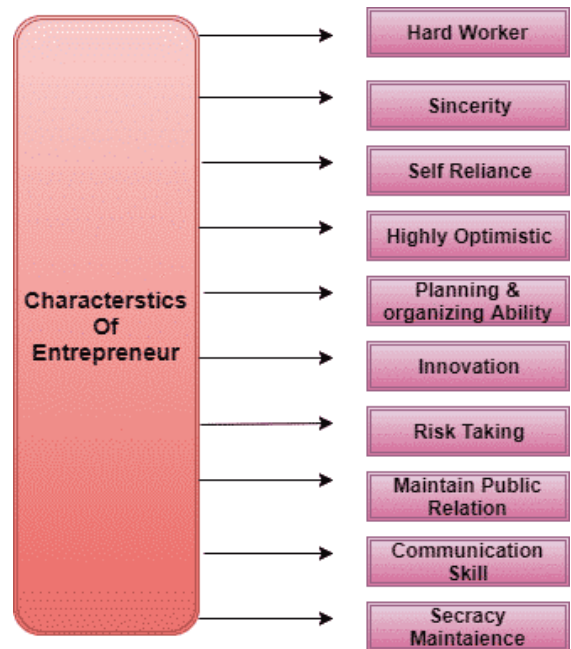 Characterstics
Of
Entrepreneur
Hard Worker
Sincerity
Self Reliance
Highly Optimistic
Planning &
organizing Ability
Innovation
Risk Taking
Maintain Public
Relation
Communication
Skill
Secracy
Maintaience